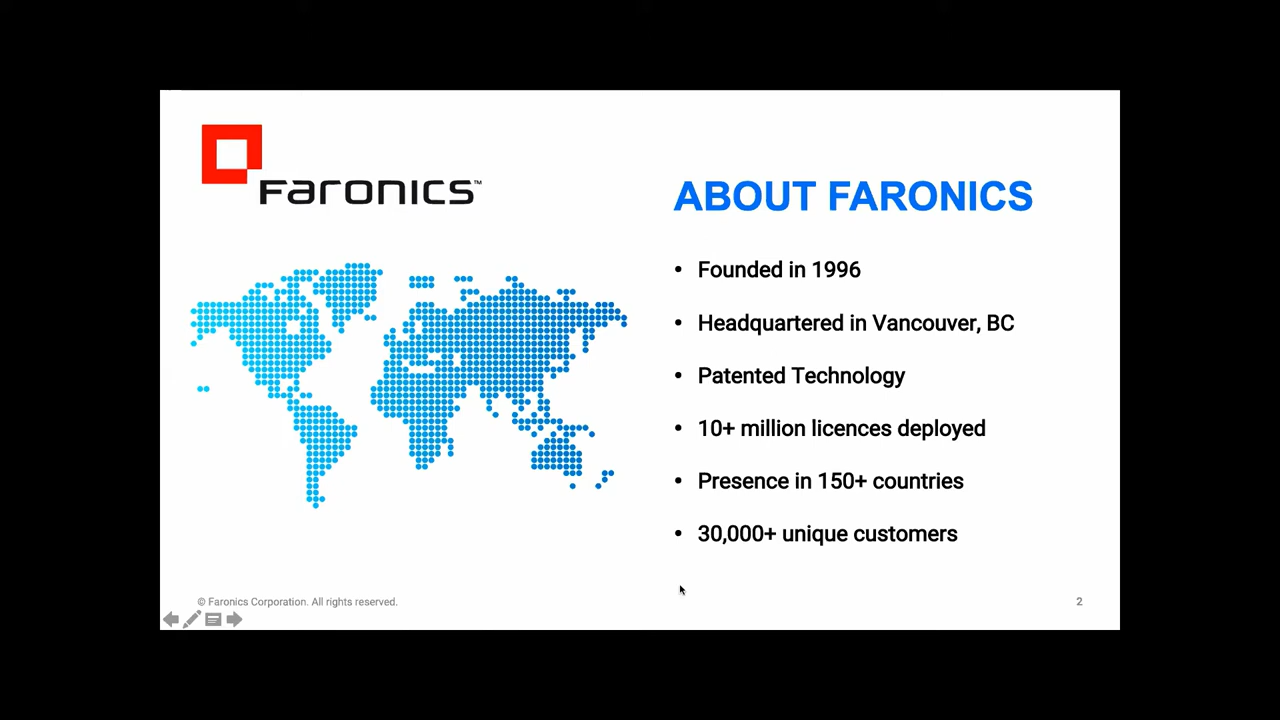 FARONICS™
ABOUT FARONICS
• Founded in 1996
• Headquartered in Vancouver, BC
• Patented Technology
• 10+ million licences deployed
• Presence in 150+ countries
• 30,000+ unique customers
© Faronics Corporation. All rights reserved.
2